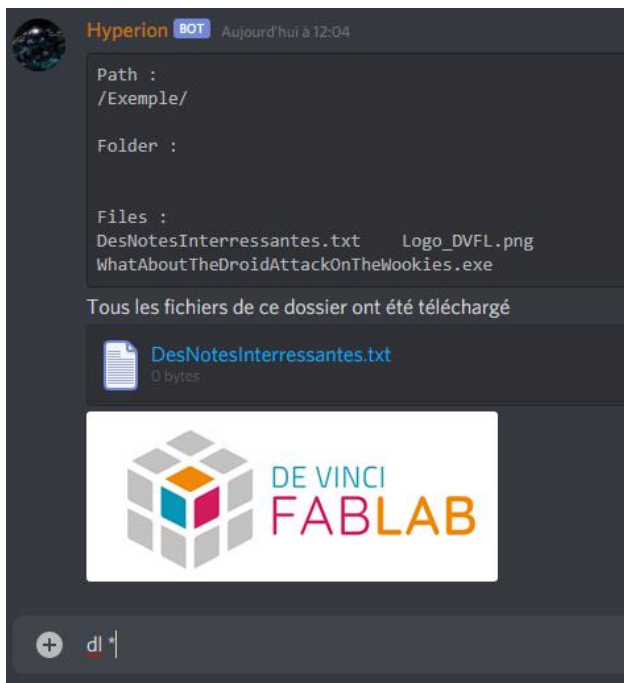 Hyperion BOT Aujourd'hui à 12:04
Path :
/Exemple/
Folder :
Files :
DesNotesInterressantes.txt Logo_DVFL.png
WhatAboutTheDroidAttackOnTheWookies.exe
Tous les fichiers de ce dossier ont été téléchargé
DesNotesInterressantes.txt
0 bytes
DE VINCI
FABLAB
dl *